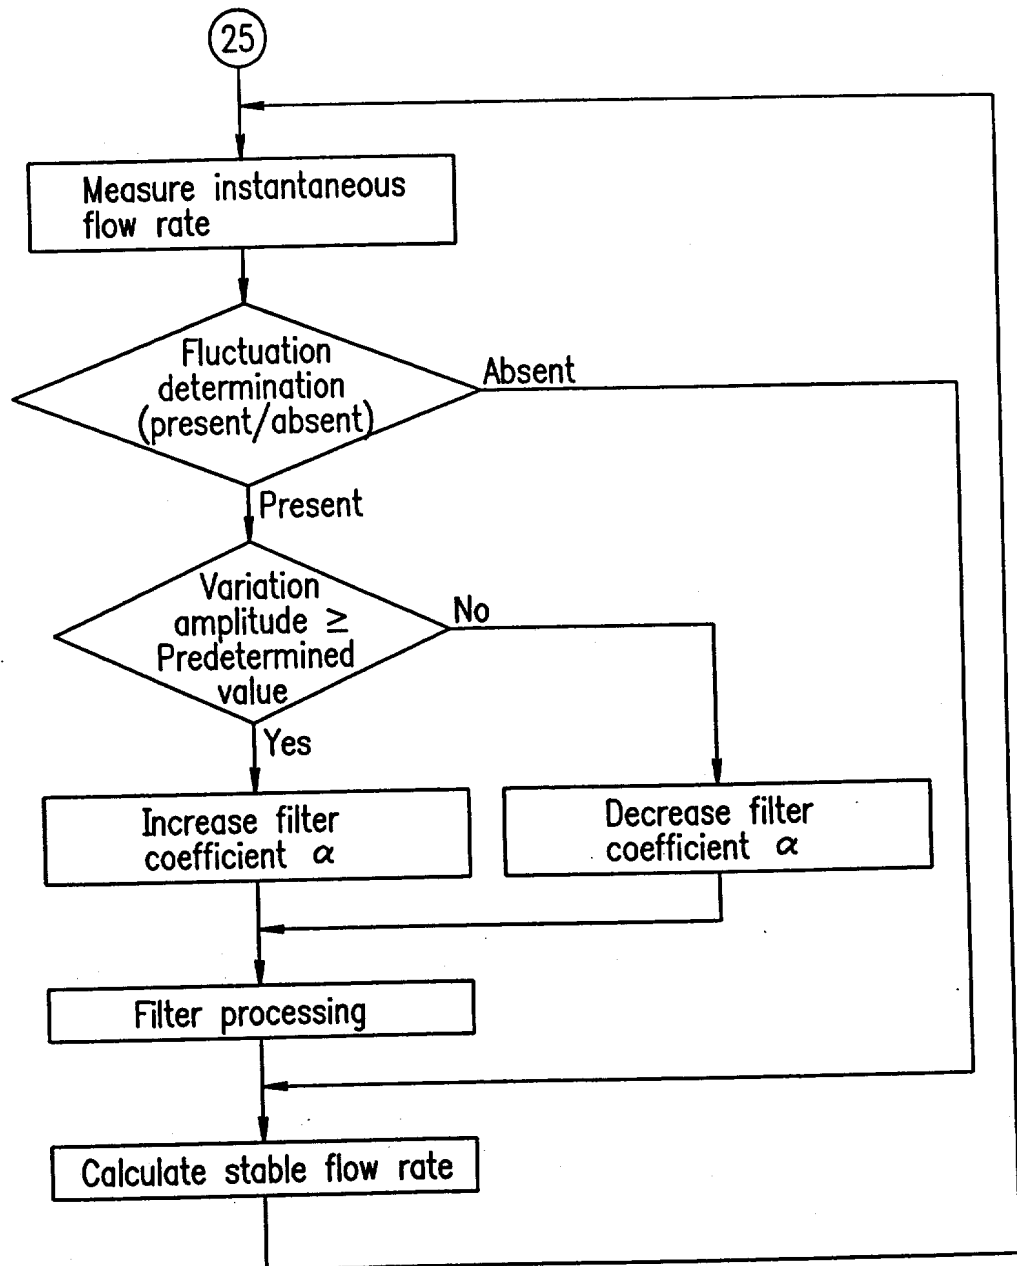 25
Measure instantaneous
flow rate
Fluctuation
determination
(present/absent)
Absent
Present
Variation
amplitude ≥
Predetermined
value
No
Yes
Increase filter
coefficient α
Decrease filter
coefficient α
Filter processing
Calculate stable flow rate